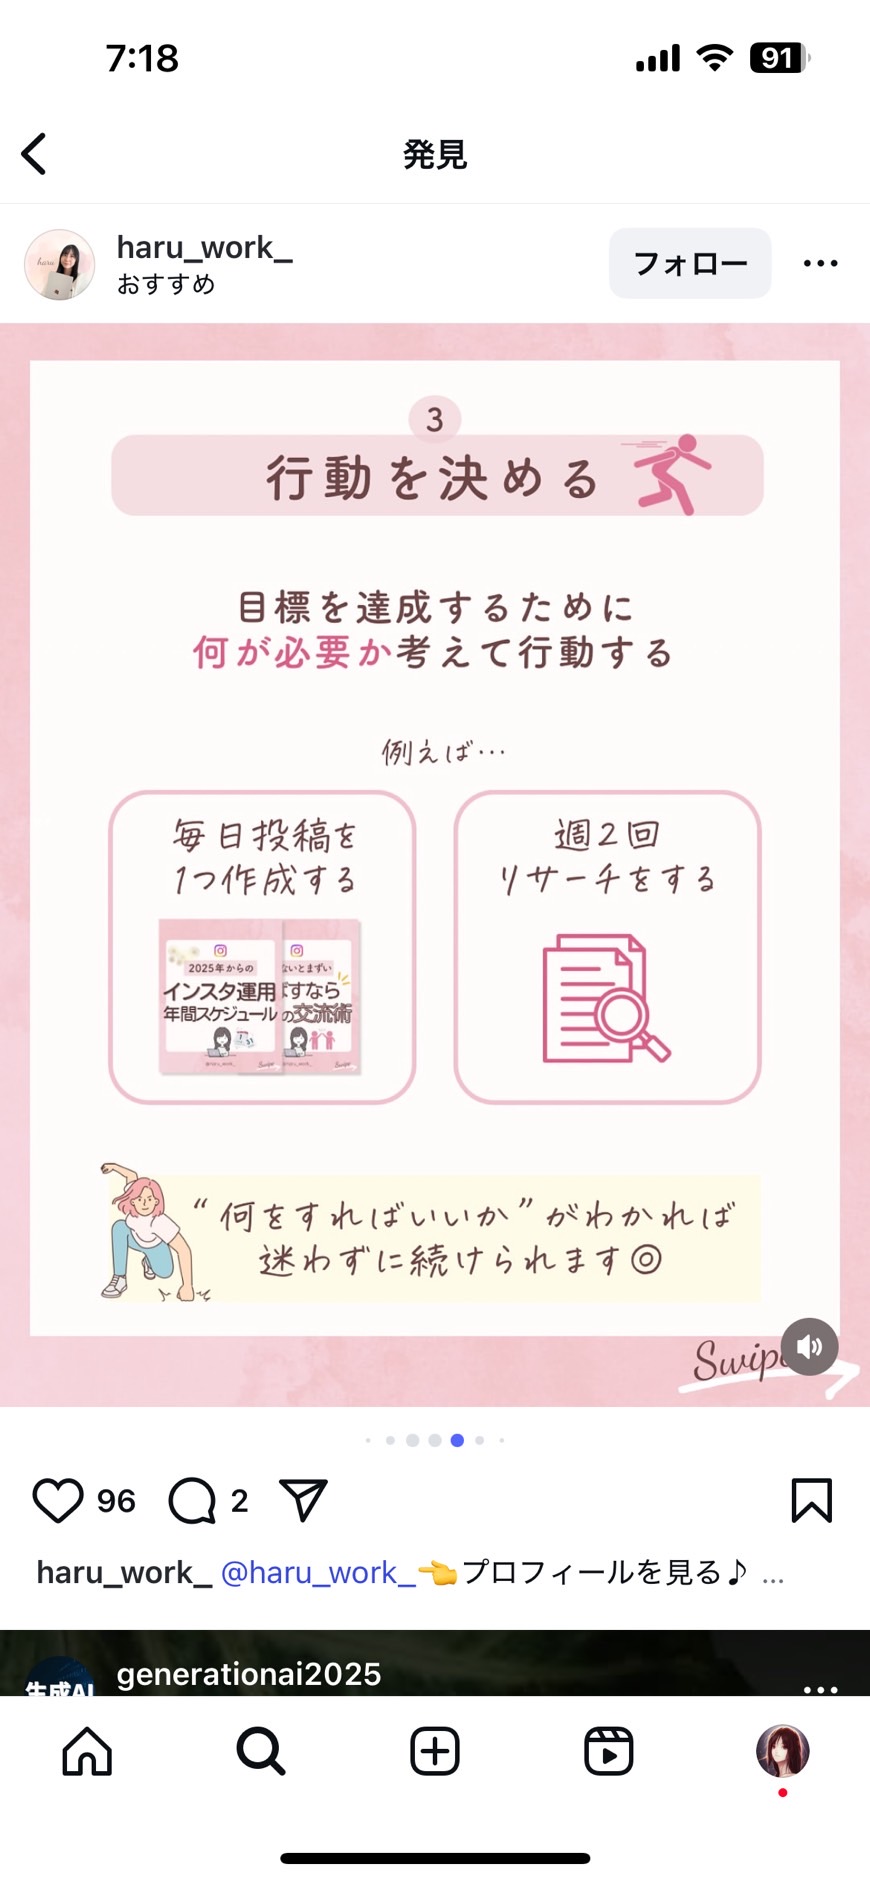 7:18
91
発見
haru
haru_work_
おすすめ
フォロー
3
行動を決める
目標を達成するために
何が必要か考えて行動する
例えば…
毎日投稿を
1つ作成する
2025年からの
インスタ運用
年間スケジュール
ないとまずい
ばすなら
の交流術
週2回
リサーチをする
“何をすればいいか”がわかれば
迷わずに続けられます◎
Swipe
96
2
haru_work_ @haru_work_👈プロフィールを見る♪ ...
生成AI
generationai2025